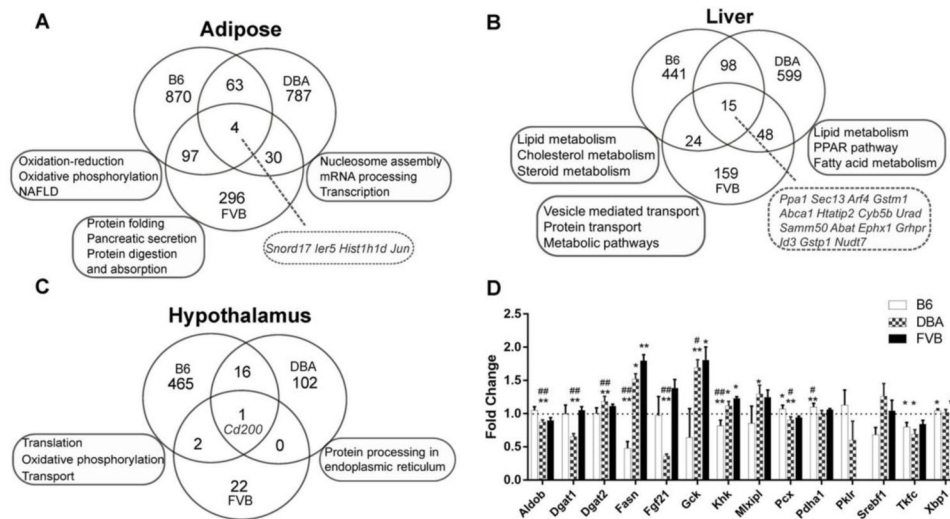 A
Adipose
B6
870
63
DBA
787
4
97
30
296
FVB
Oxidation-reduction
Oxidative phosphorylation
NAFLD
Nucleosome assembly
mRNA processing
Transcription
Protein folding
Pancreatic secretion
Protein digestion
and absorption
Snord17 Ier5 Hist1h1d Jun
B
Liver
B6
441
98
DBA
599
15
24
48
159
FVB
Lipid metabolism
Cholesterol metabolism
Steroid metabolism
Lipid metabolism
PPAR pathway
Fatty acid metabolism
Vesicle mediated transport
Protein transport
Metabolic pathways
Ppa1 Sec13 Arf4 Gstm1
Abca1 Htatip2 Cyb5b Urad
Samm50 Abat Ephx1 Grhpr
Id3 Gstp1 Nudt7
C
Hypothalamus
B6
465
16
DBA
102
1
Cd200
2
0
22
FVB
Translation
Oxidative phosphorylation
Transport
Protein processing in
endoplasmic reticulum
D
B6
DBA
FVB
Fold Change
2.0
1.5
1.0
0.5
0.0
## ** ## ** ## ** ## ** * ** ## ** # ** * ## ** * * * * # ** # ** * * * *
Aldob Dgat1 Dgat2 Fasn Fgf21 Gck Khk Mlxipl Pcx Pdha1 Pklr Srebf1 Tkfc Xbp1